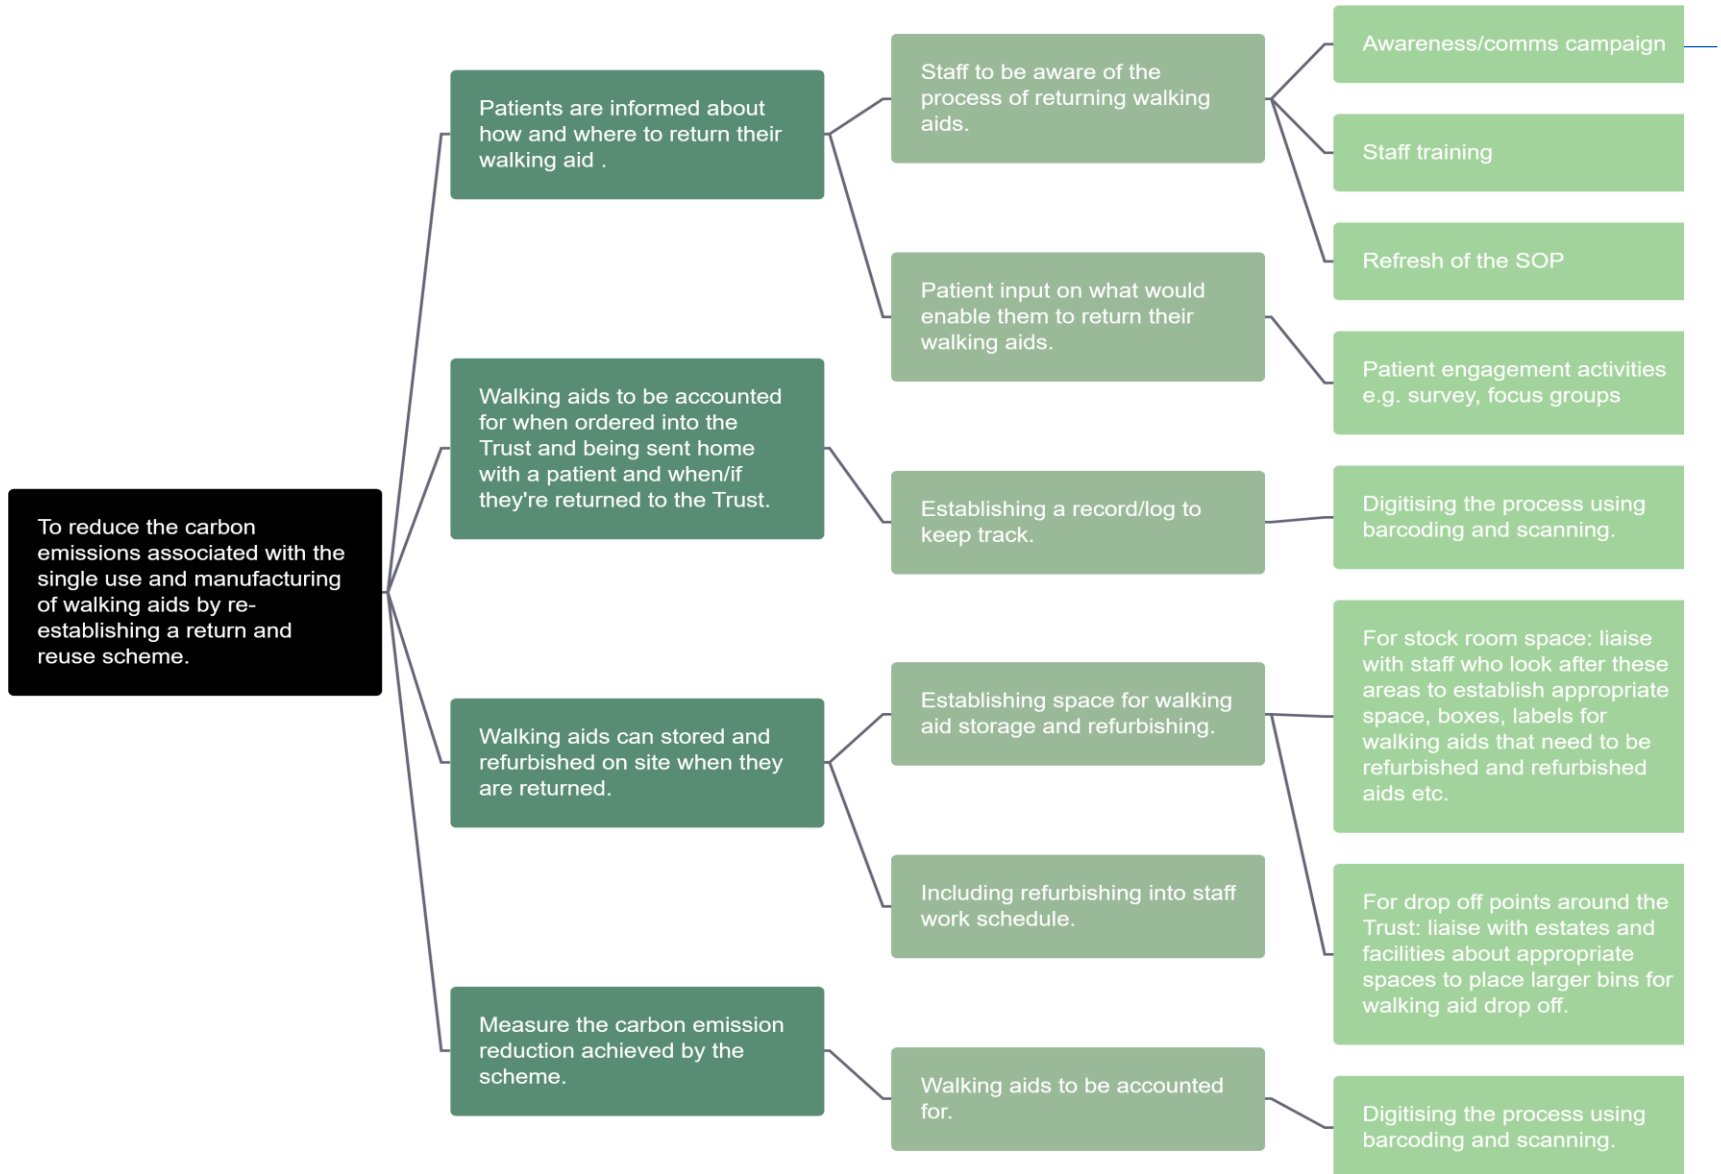 To reduce the carbon
emissions associated with the
single use and manufacturing
of walking aids by re-
establishing a return and
reuse scheme.
Patients are informed about
how and where to return their
walking aid .
Walking aids to be accounted
for when ordered into the
Trust and being sent home
with a patient and when/if
they're returned to the Trust.
Walking aids can stored and
refurbished on site when they
are returned.
Measure the carbon emission
reduction achieved by the
scheme.
Staff to be aware of the
process of returning walking
aids.
Patient input on what would
enable them to return their
walking aids.
Establishing a record/log to
keep track.
Establishing space for walking
aid storage and refurbishing.
Including refurbishing into staff
work schedule.
Walking aids to be accounted
for.
Awareness/comms campaign
Staff training
Refresh of the SOP
Patient engagement activities
e.g. survey, focus groups
Digitising the process using
barcoding and scanning.
For stock room space: liaise
with staff who look after these
areas to establish appropriate
space, boxes, labels for
walking aids that need to be
refurbished and refurbished
aids etc.
For drop off points around the
Trust: liaise with estates and
facilities about appropriate
spaces to place larger bins for
walking aid drop off.
Digitising the process using
barcoding and scanning.